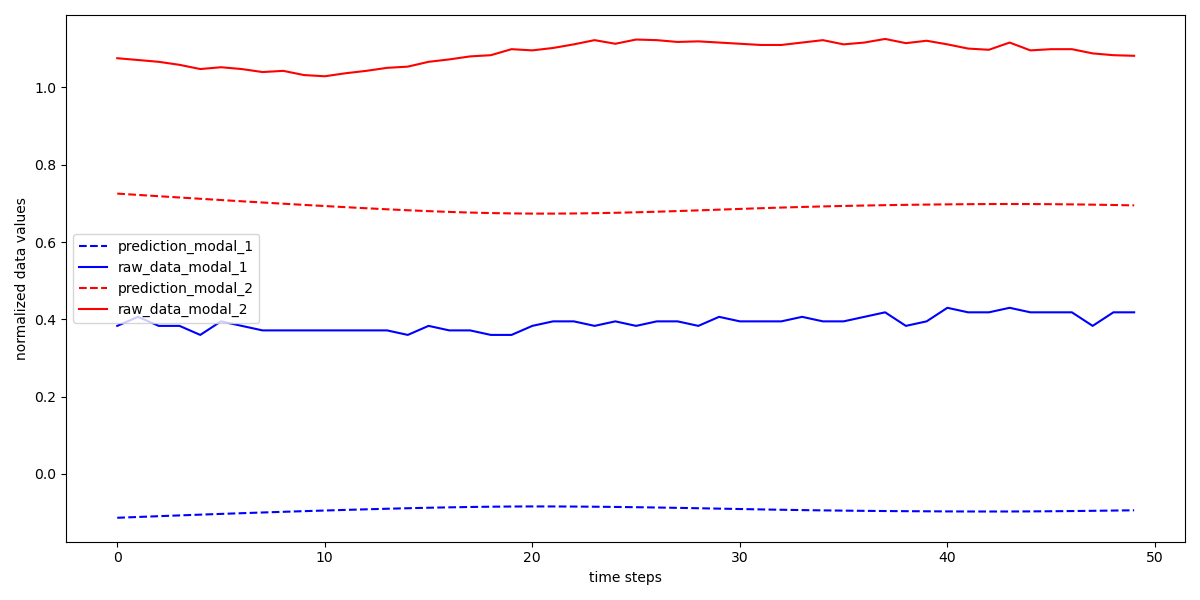 1.0
0.8
0.6
0.4
0.2
0.0
normalized data values
prediction_modal_1
raw_data_modal_1
prediction_modal_2
raw_data_modal_2
0 10 20 30 40 50
time steps